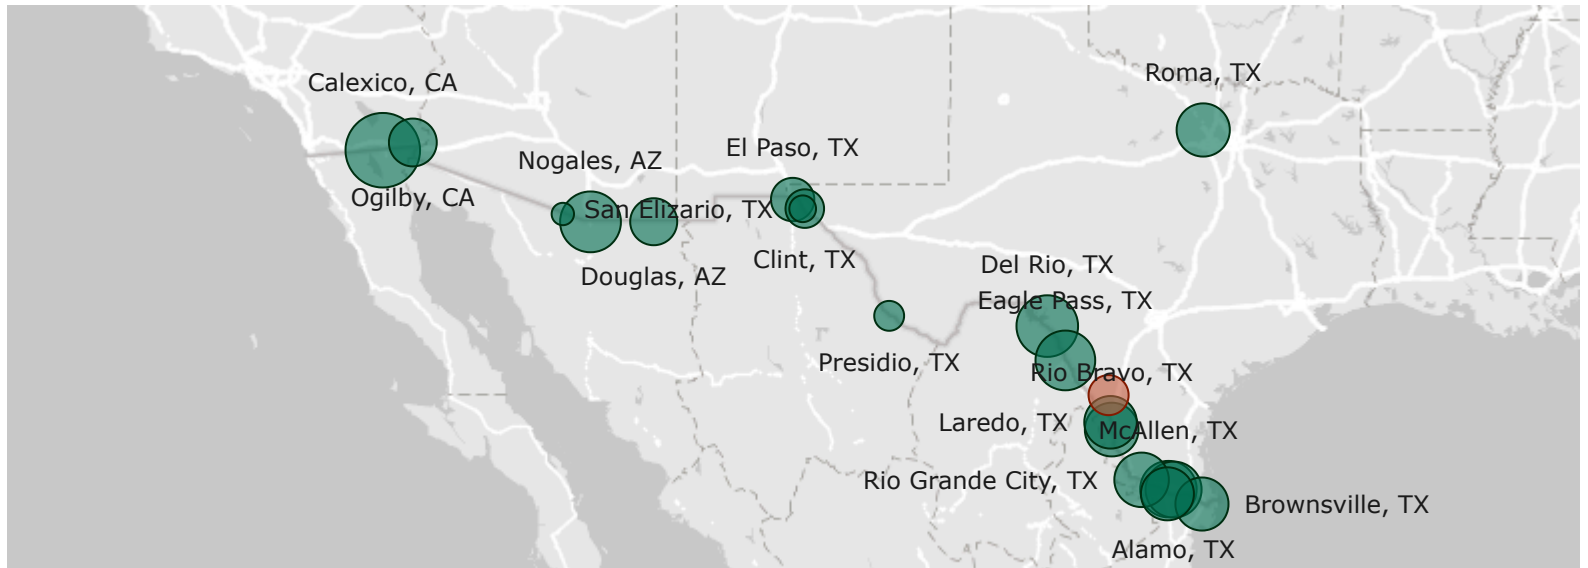 Roma, TX
Calexico, CA
El Paso, TX
Nogales, AZ
Ogilby, CA
San Elizario, TX
Clint, TX
Del Rio, TX
Douglas, AZ
Eagle Pass, TX
Presidio, TX
Rio Bravo, TX
Laredo, TX
McAllen, TX
Rio Grande City, TX
Brownsville, TX
Alamo, TX